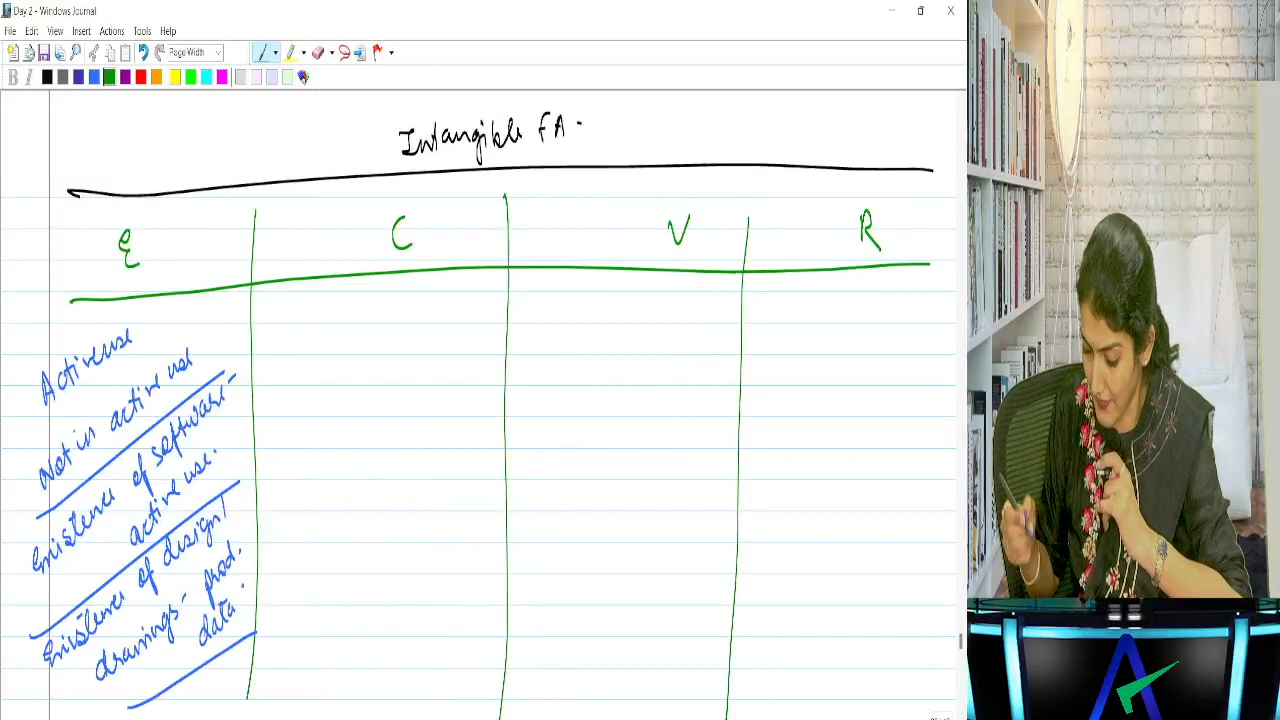 Day 2 - Windows Journal
File Edit View Insert Actions Tools Help
Page Width
B I
Intangible FA -
E C V R
Active use
Not in active use
Existence of software -
active use.
Existence of design/
drawings - prod.
data.